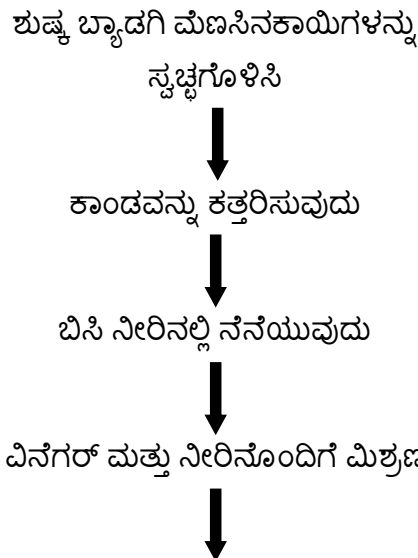 ಶುಷ್ಕ ಬ್ಯಾಡಗಿ ಮೆಣಸಿನಕಾಯಿಗಳನ್ನು
ಸ್ವಚ್ಛಗೊಳಿಸಿ
ಕಾಂಡವನ್ನು ಕತ್ತರಿಸುವುದು
ಬಿಸಿ ನೀರಿನಲ್ಲಿ ನೆನೆಯುವುದು
ವಿನೆಗರ್ ಮತ್ತು ನೀರಿನೊಂದಿಗೆ ಮಿಶ್ರಣ